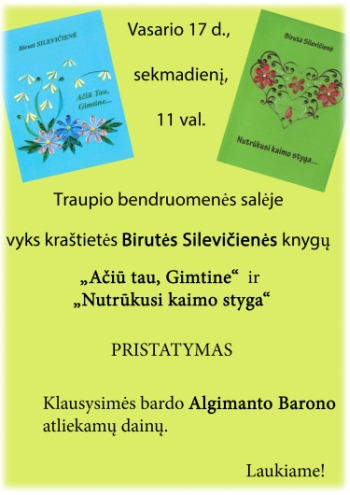 Birutė SILEVIČIENĖ
Ačiū Tau,
Gimtine...
Vasario 17 d.,
sekmadienį,
11 val.
Birutė Silevičienė
Nutrūkusi kaimo styga...
Traupio bendruomenės salėje
vyks kraštietės Birutės Silevičienės knygų
„Ačiū tau, Gimtine“ ir
„Nutrūkusi kaimo styga“
PRISTATYMAS
Klausysimės bardo Algimanto Barono
atliekamų dainų.
Laukiame!